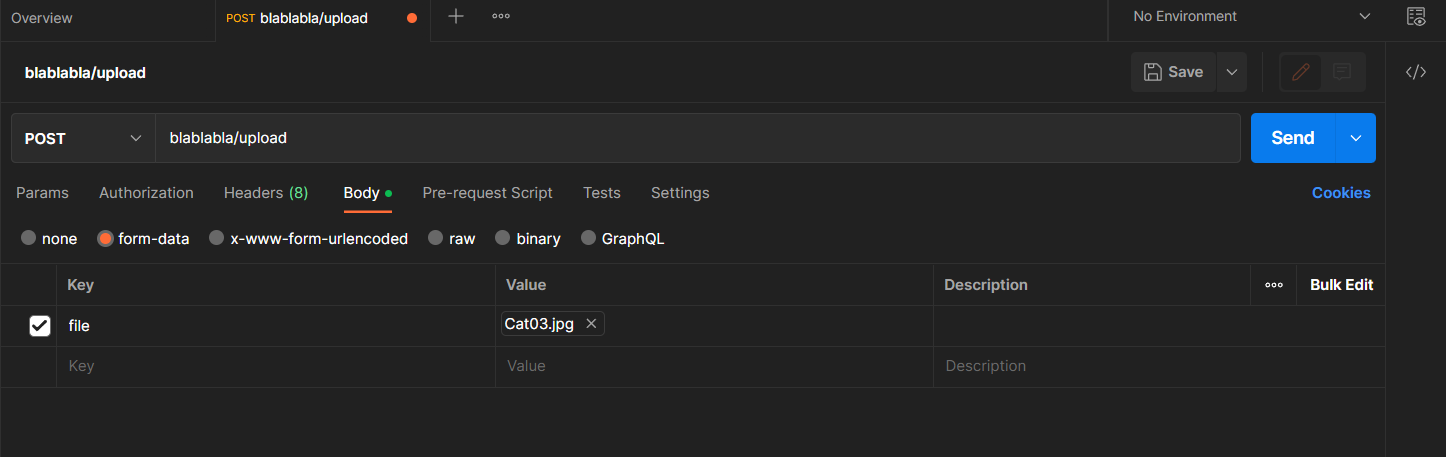 Overview POST blablabla/upload No Environment
blablabla/upload Save </>
POST blablabla/upload Send
Params Authorization Headers (8) Body Pre-request Script Tests Settings Cookies
none form-data x-www-form-urlencoded raw binary GraphQL
Key Value Description Bulk Edit
file Cat03.jpg
Key Value Description